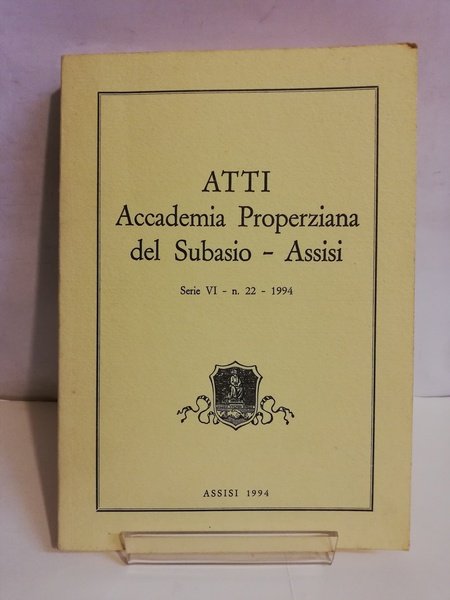 ATTI
Accademia Properziana
del Subasio - Assisi
Serie VI - n. 22 - 1994
ASSISI 1994